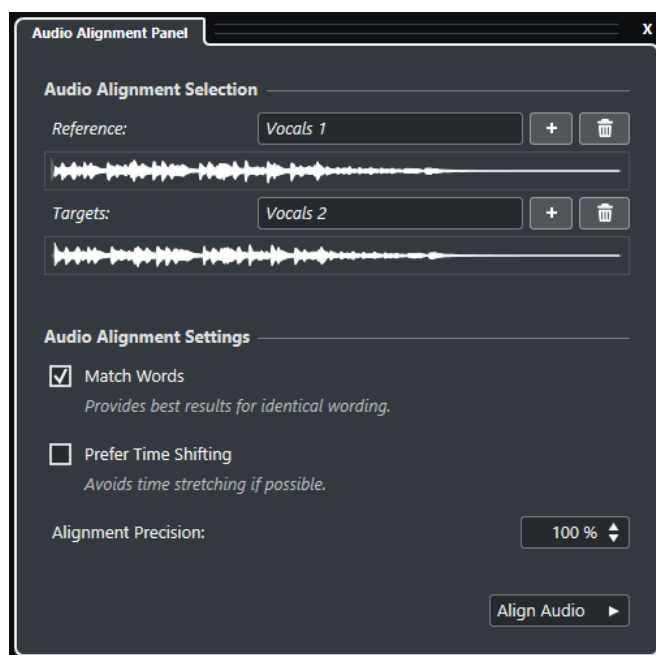 Audio Alignment Panel X
Audio Alignment Selection
Reference: Vocals 1 +
Targets: Vocals 2 +
Audio Alignment Settings
Match Words
Provides best results for identical wording.
Prefer Time Shifting
Avoids time stretching if possible.
Alignment Precision: 100 %
Align Audio